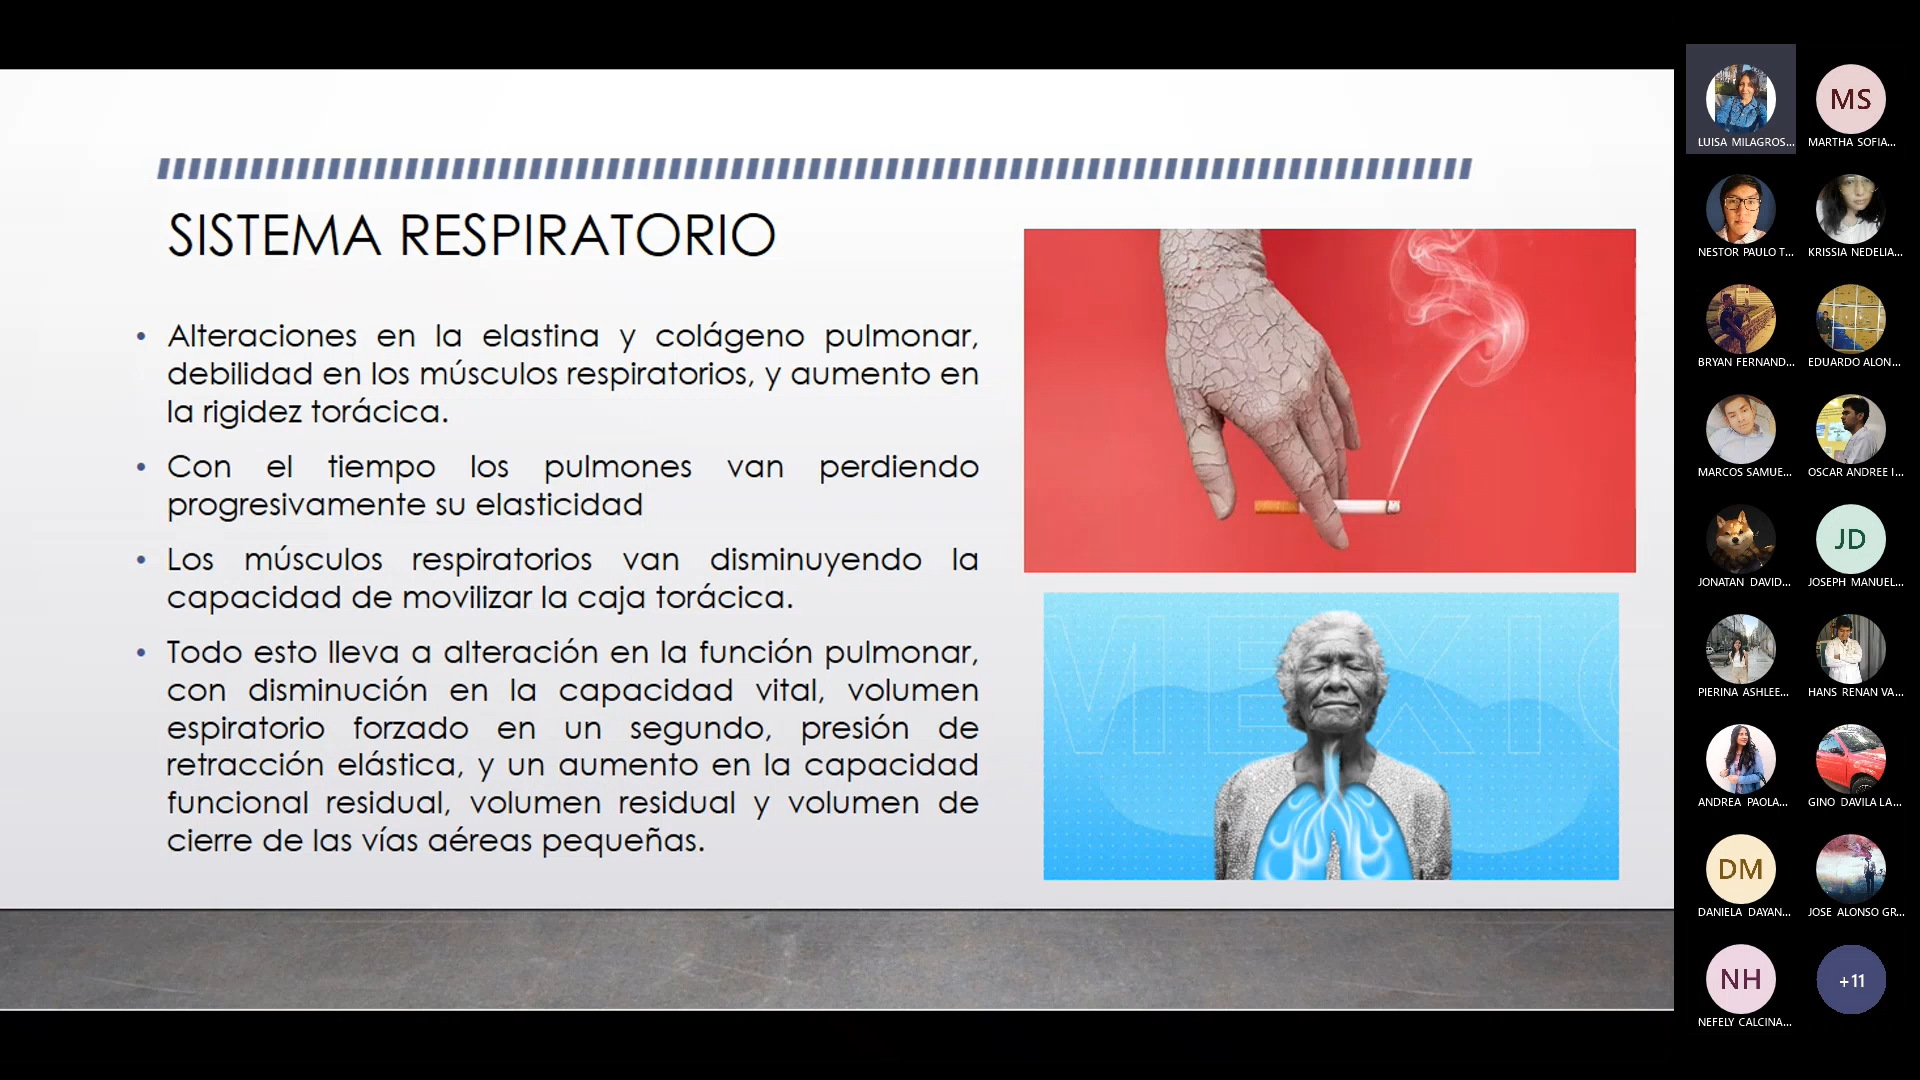 SISTEMA RESPIRATORIO
• Alteraciones en la elastina y colágeno pulmonar,
debilidad en los músculos respiratorios, y aumento en
la rigidez torácica.
• Con el tiempo los pulmones van perdiendo
progresivamente su elasticidad
• Los músculos respiratorios van disminuyendo la
capacidad de movilizar la caja torácica.
• Todo esto lleva a alteración en la función pulmonar,
con disminución en la capacidad vital, volumen
espiratorio forzado en un segundo, presión de
retracción elástica, y un aumento en la capacidad
funcional residual, volumen residual y volumen de
cierre de las vías aéreas pequeñas.
MEXIC
LUISA MILAGROS...
MS
MARTHA SOFIA...
NESTOR PAULO T...
KRISSIA NEDELIA...
BRYAN FERNAND...
EDUARDO ALON...
MARCOS SAMUE...
OSCAR ANDREE I...
JONATAN DAVID...
JD
JOSEPH MANUEL...
PIERINA ASHLEE...
HANS RENAN VA...
ANDREA PAOLA...
GINO DAVILA LA...
DM
DANIELA DAYAN...
JOSE ALONSO GR...
NH
NEFELY CALCINA...
+11